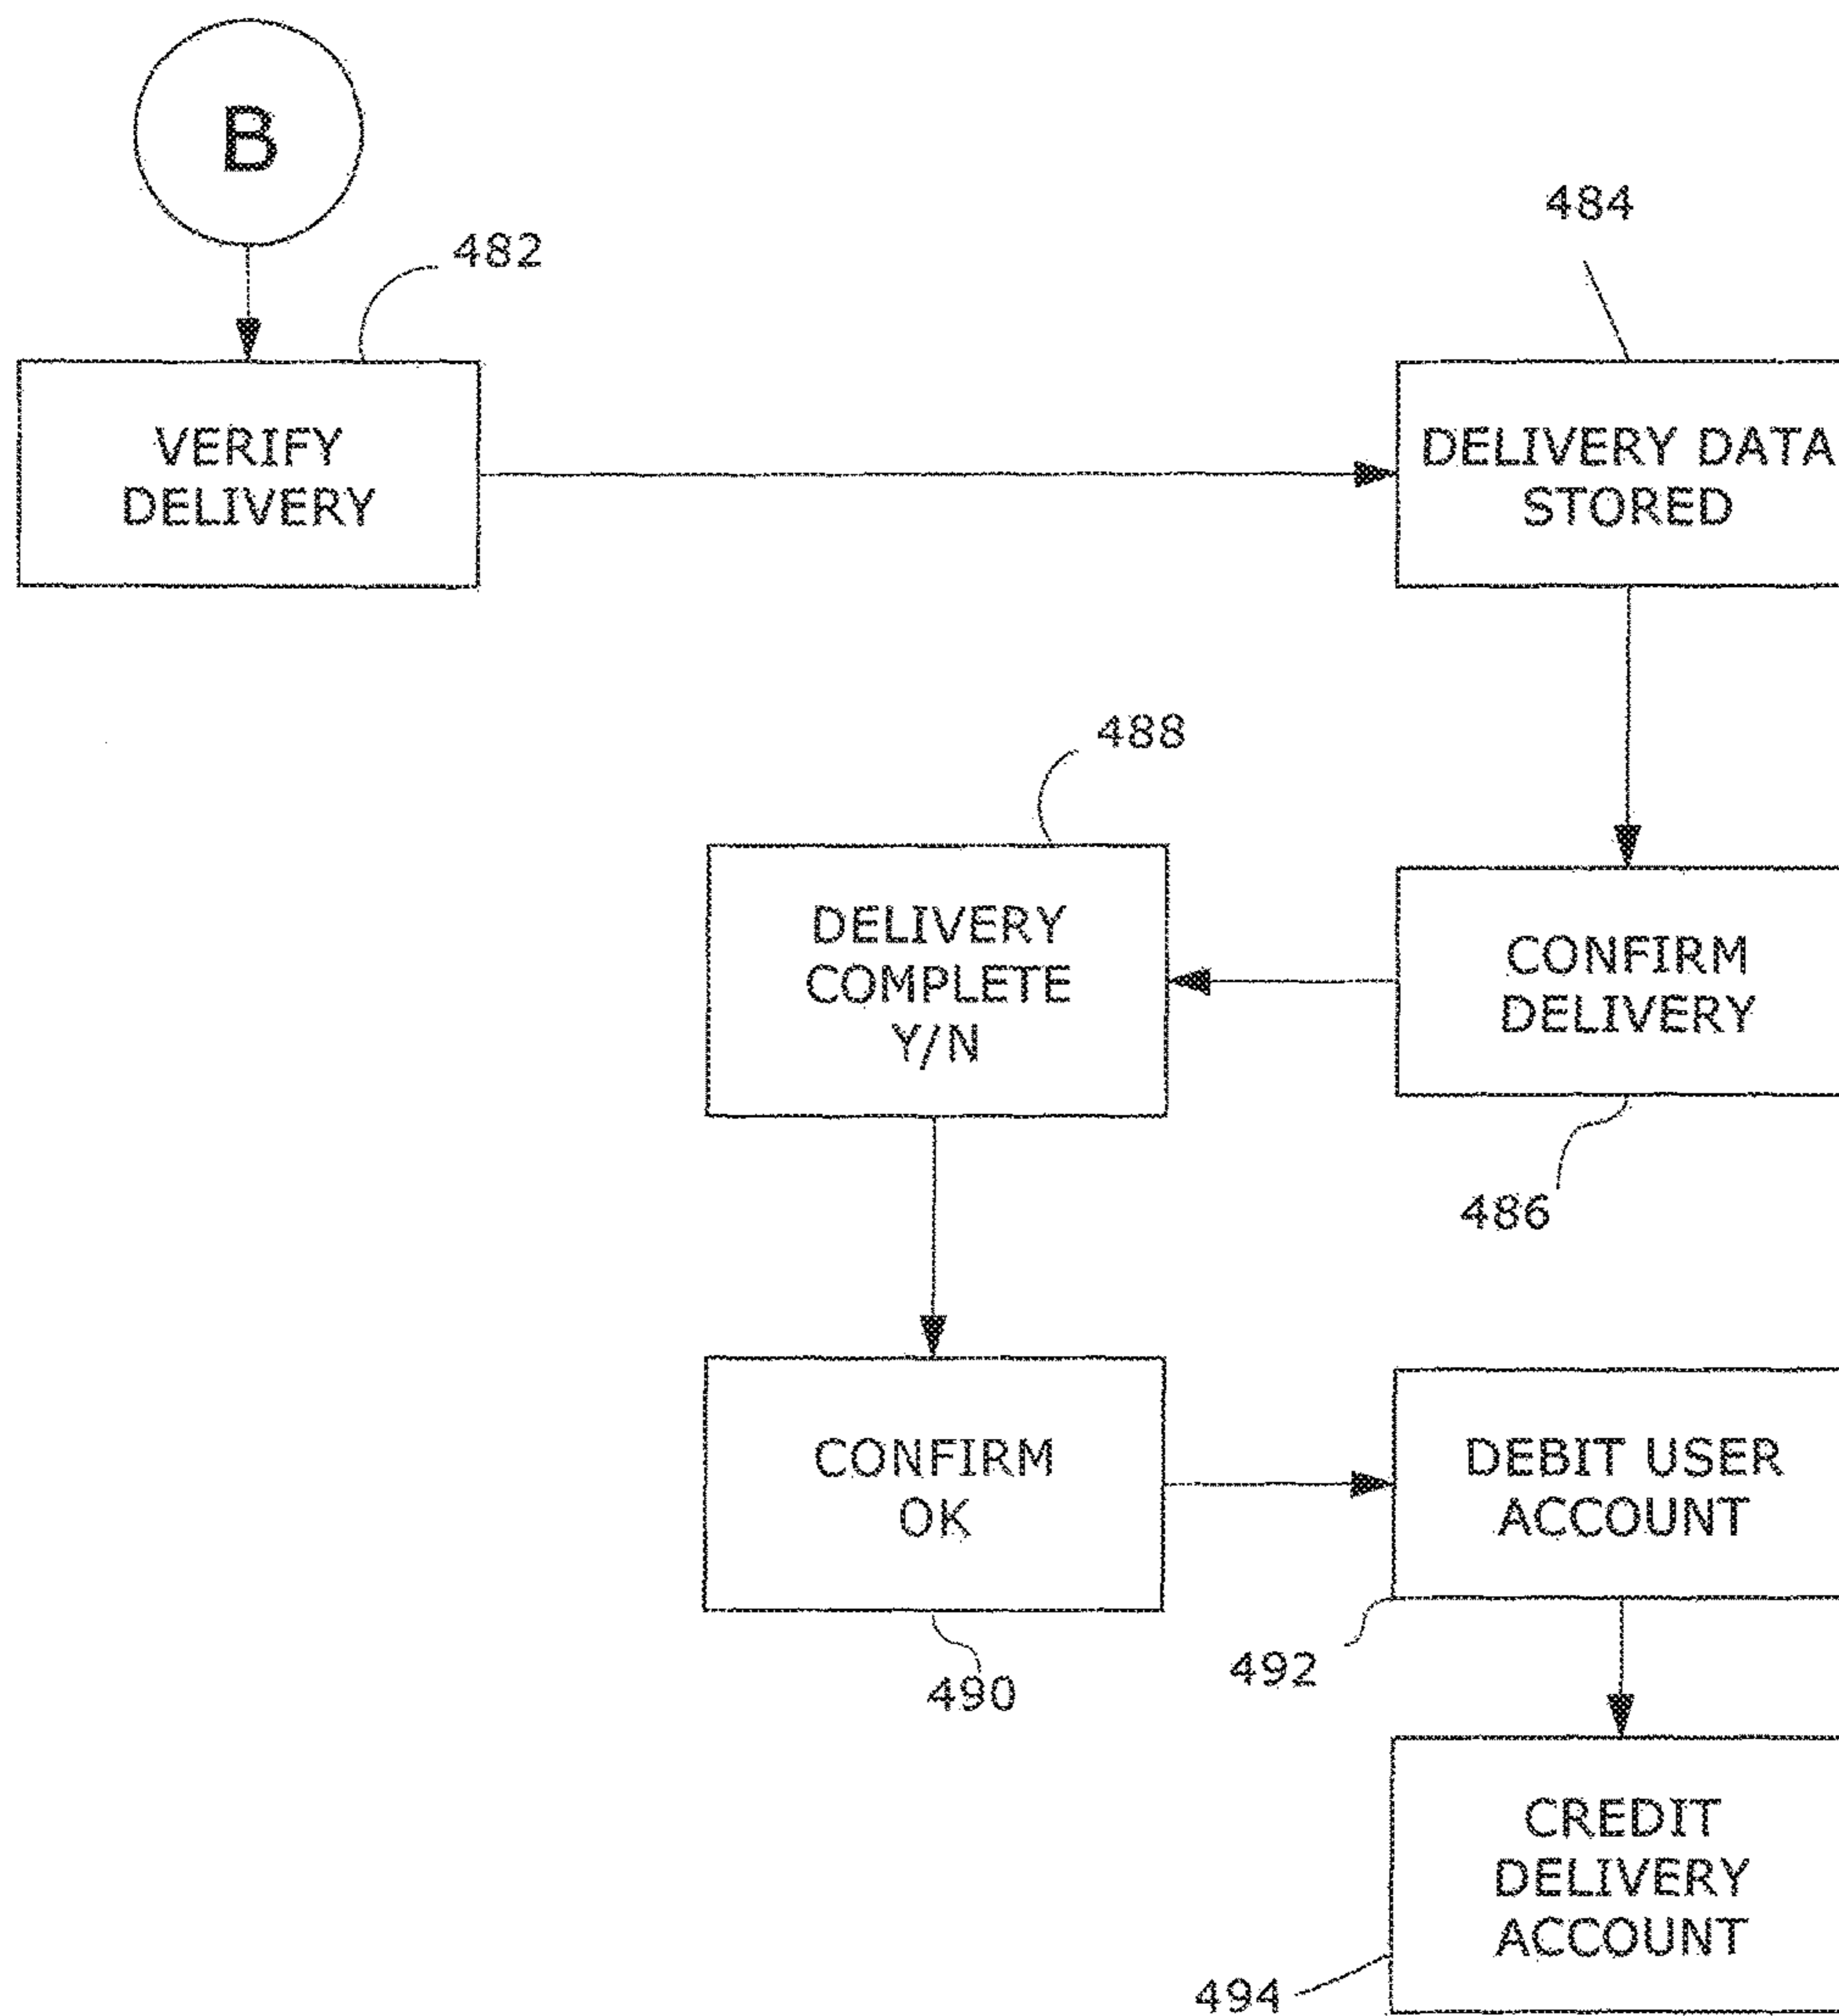 B
482
484
VERIFY
DELIVERY
DELIVERY DATA
STORED
488
DELIVERY
COMPLETE
Y/N
CONFIRM
DELIVERY
486
CONFIRM
OK
DEBIT USER
ACCOUNT
490
492
CREDIT
DELIVERY
ACCOUNT
494